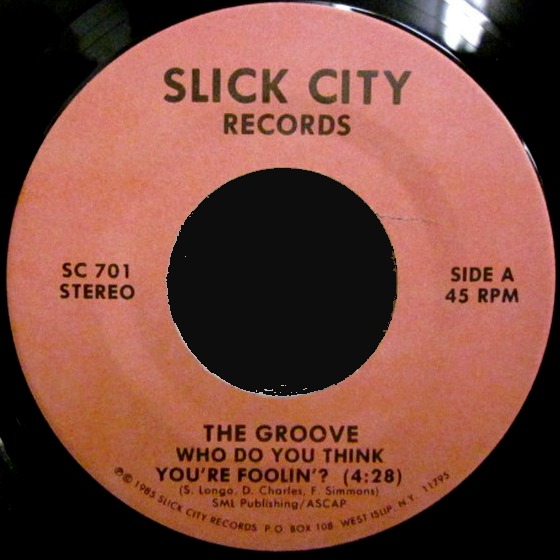 SLICK CITY
RECORDS
SC 701
STEREO
SIDE A
45 RPM
THE GROOVE
WHO DO YOU THINK
YOU'RE FOOLIN'? (4:28)
(S. Longo, D. Charles, F. Simmons)
SML Publishing/ASCAP
℗© 1985 SLICK CITY RECORDS P.O. BOX 108 WEST ISLIP, N.Y. 11795